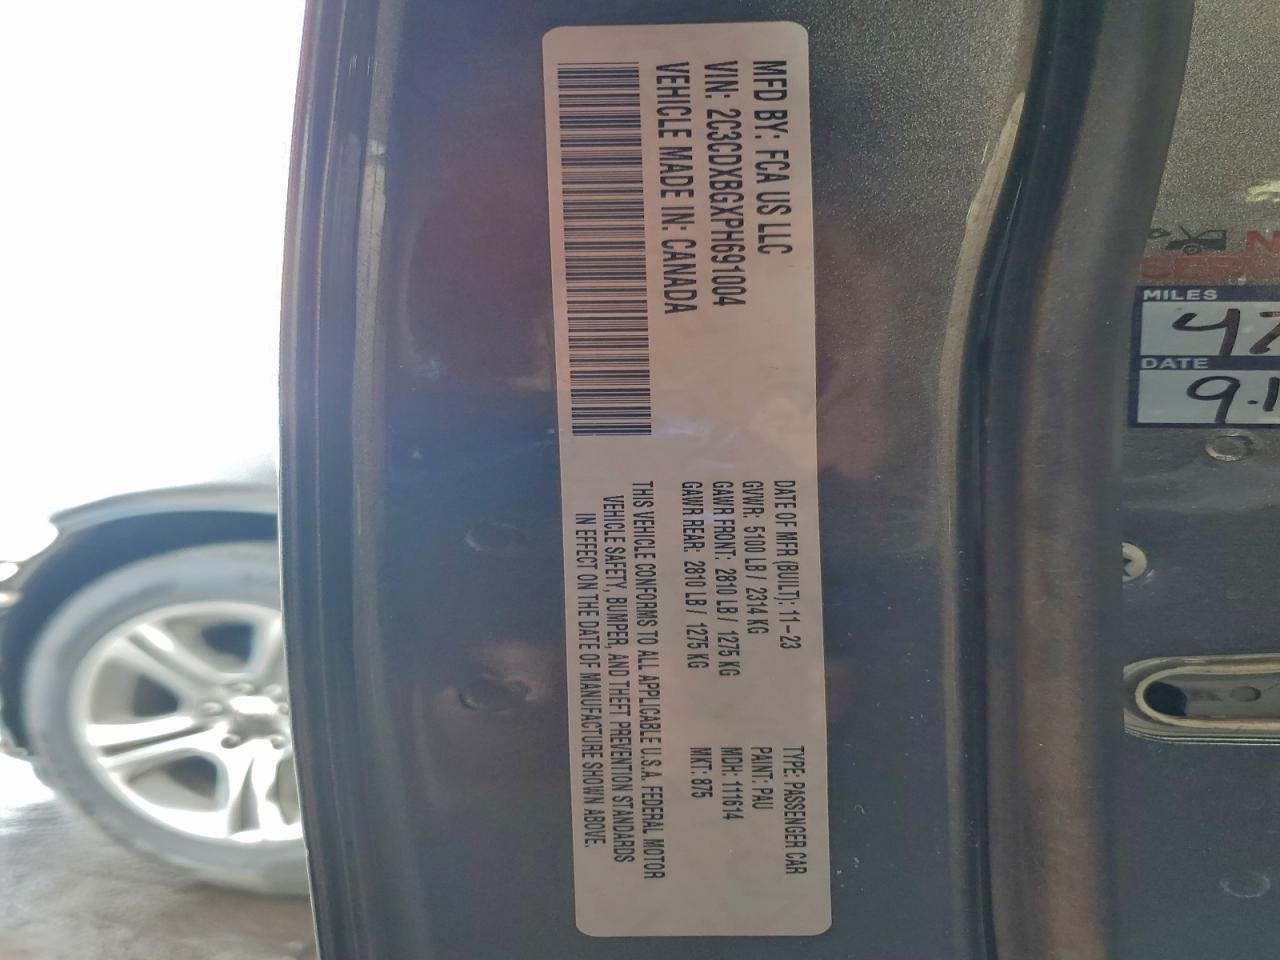 MFD BY: FCA US LLC
VIN: 2C3CDXBGXPH691004
VEHICLE MADE IN: CANADA
DATE OF MFR (BUILT): 11-23
GVWR: 5100 LB / 2314 KG
GAWR FRONT: 2810 LB / 1275 KG
GAWR REAR: 2810 LB / 1275 KG
TYPE: PASSENGER CAR
PAINT: PAU
MDH: 111614
MKT: 875
THIS VEHICLE CONFORMS TO ALL APPLICABLE U.S.A. FEDERAL MOTOR
VEHICLE SAFETY, BUMPER, AND THEFT PREVENTION STANDARDS
IN EFFECT ON THE DATE OF MANUFACTURE SHOWN ABOVE.
MILES
DATE